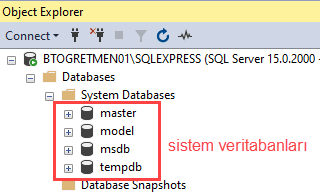 Object Explorer
Connect
BTOGRETMEN01\SQLEXPRESS (SQL Server 15.0.2000 -
Databases
System Databases
master
model
msdb
tempdb
sistem veritabanları
Database Snapshots